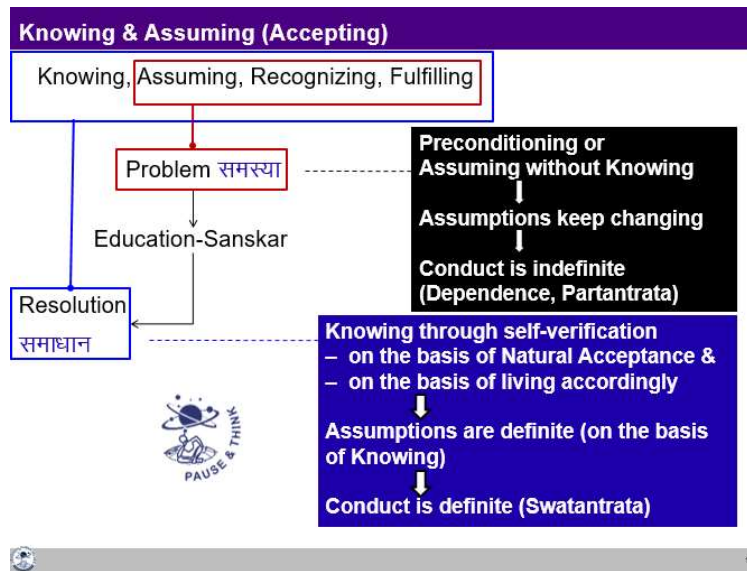 Knowing & Assuming (Accepting)
Knowing, Assuming, Recognizing, Fulfilling
Problem समस्या
Education-Sanskar
Resolution
समाधान
Preconditioning or
Assuming without Knowing
Assumptions keep changing
Conduct is indefinite
(Dependence, Partantrata)
Knowing through self-verification
– on the basis of Natural Acceptance &
– on the basis of living accordingly
Assumptions are definite (on the basis
of Knowing)
Conduct is definite (Swatantrata)
PAUSE & THINK